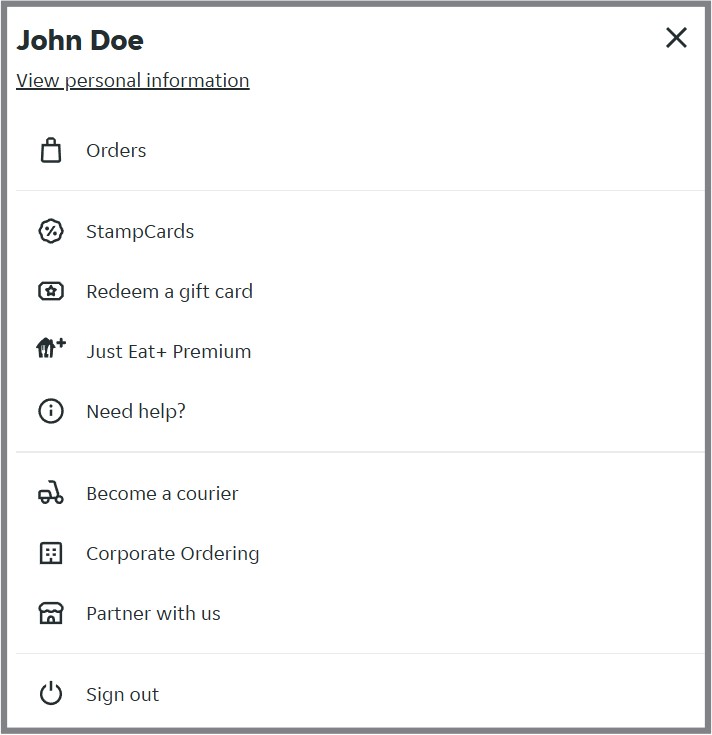 John Doe
View personal information
Orders
StampCards
Redeem a gift card
Just Eat+ Premium
Need help?
Become a courier
Corporate Ordering
Partner with us
Sign out